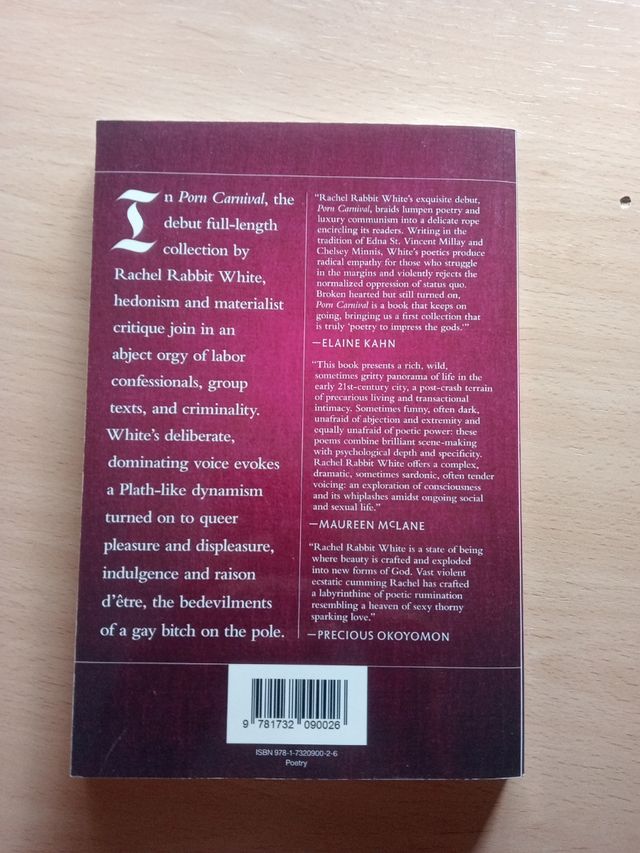 In Porn Carnival, the
debut full-length
collection by
Rachel Rabbit White,
hedonism and materialist
critique join in an
abject orgy of labor
confessionals, group
texts, and criminality.
White's deliberate,
dominating voice evokes
a Plath-like dynamism
turned on to queer
pleasure and displeasure,
indulgence and raison
d'être, the bedevilments
of a gay bitch on the pole.
“Rachel Rabbit White's exquisite debut,
Porn Carnival, braids lumpen poetry and
luxury communism into a delicate rope
encircling its readers. Writing in the
tradition of Edna St. Vincent Millay and
Chelsey Minnis, White's poetics produce
radical empathy for those who struggle
in the margins and violently rejects the
normalized oppression of status quo.
Broken hearted but still turned on,
Porn Carnival is a book that keeps on
going, bringing us a first collection that
is truly ‘poetry to impress the gods.’”
—ELAINE KAHN
“This book presents a rich, wild,
sometimes gritty panorama of life in the
early 21st-century city, a post-crash terrain
of precarious living and transactional
intimacy. Sometimes funny, often dark,
unafraid of abjection and extremity and
equally unafraid of poetic power: these
poems combine brilliant scene-making
with psychological depth and specificity.
Rachel Rabbit White offers a complex,
dramatic, sometimes sardonic, often tender
voicing: an exploration of consciousness
and its whiplashes amidst ongoing social
and sexual life.”
—MAUREEN McLANE
“Rachel Rabbit White is a state of being
where beauty is crafted and exploded
into new forms of God. Vast violent
ecstatic cumming Rachel has crafted
a labyrinthine of poetic rumination
resembling a heaven of sexy thorny
sparking love.”
—PRECIOUS OKOYOMON
9 781732 090026
ISBN 978-1-7320900-2-6
Poetry